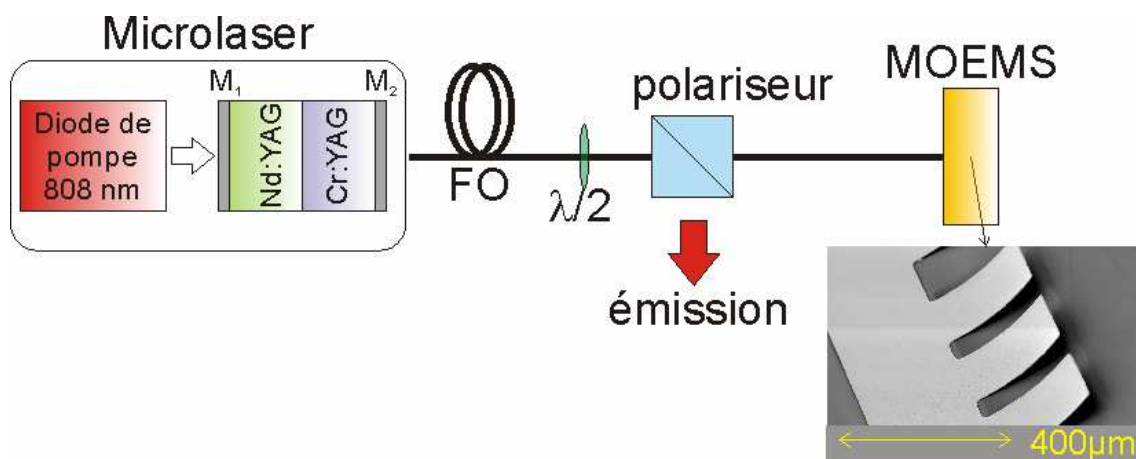 Microlaser
M1
M2
Diode de
pompe
808 nm
Nd:YAG
Cr:YAG
FO
λ/2
polariseur
MOEMS
émission
400µm